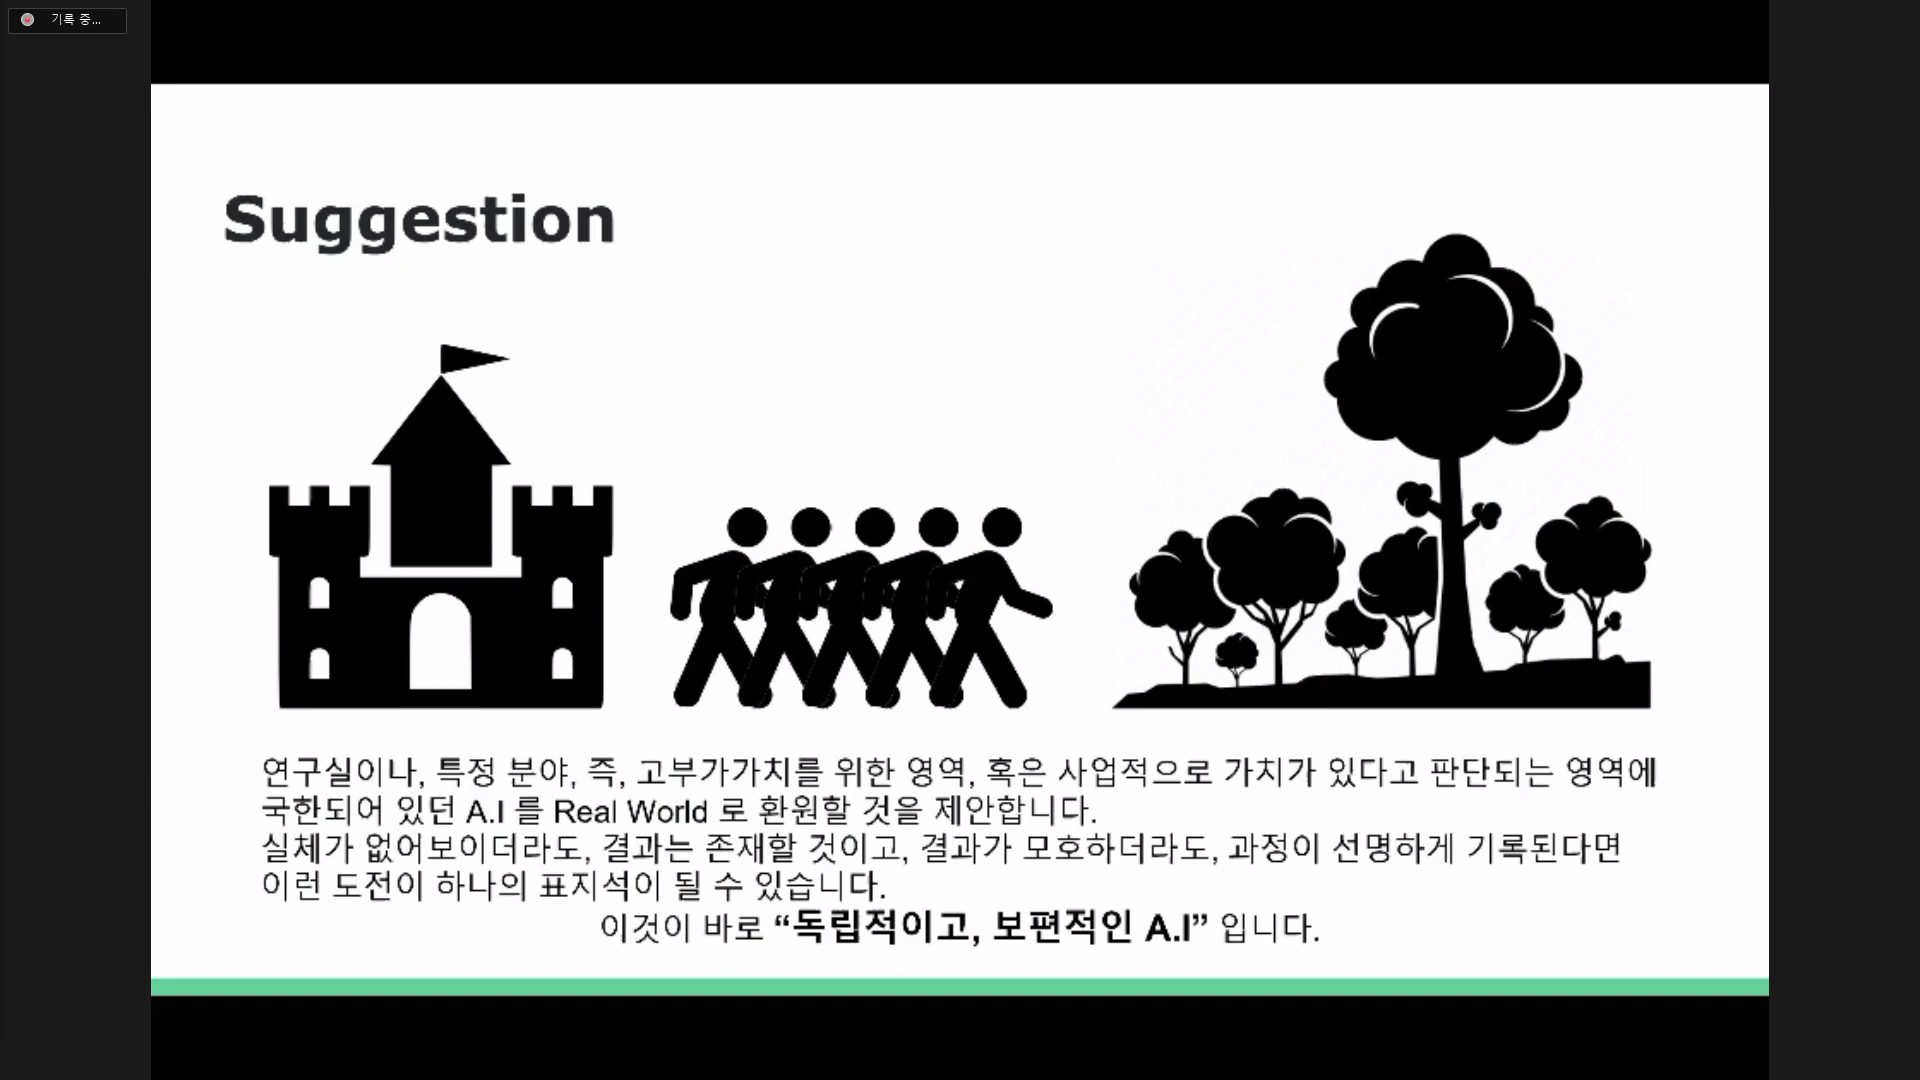 기록 중...
Suggestion
연구실이나, 특정 분야, 즉, 고부가가치를 위한 영역, 혹은 사업적으로 가치가 있다고 판단되는 영역에
국한되어 있던 A.I 를 Real World 로 환원할 것을 제안합니다.
실체가 없어보이더라도, 결과는 존재할 것이고, 결과가 모호하더라도, 과정이 선명하게 기록된다면
이런 도전이 하나의 표지석이 될 수 있습니다.
이것이 바로 “독립적이고, 보편적인 A.I” 입니다.